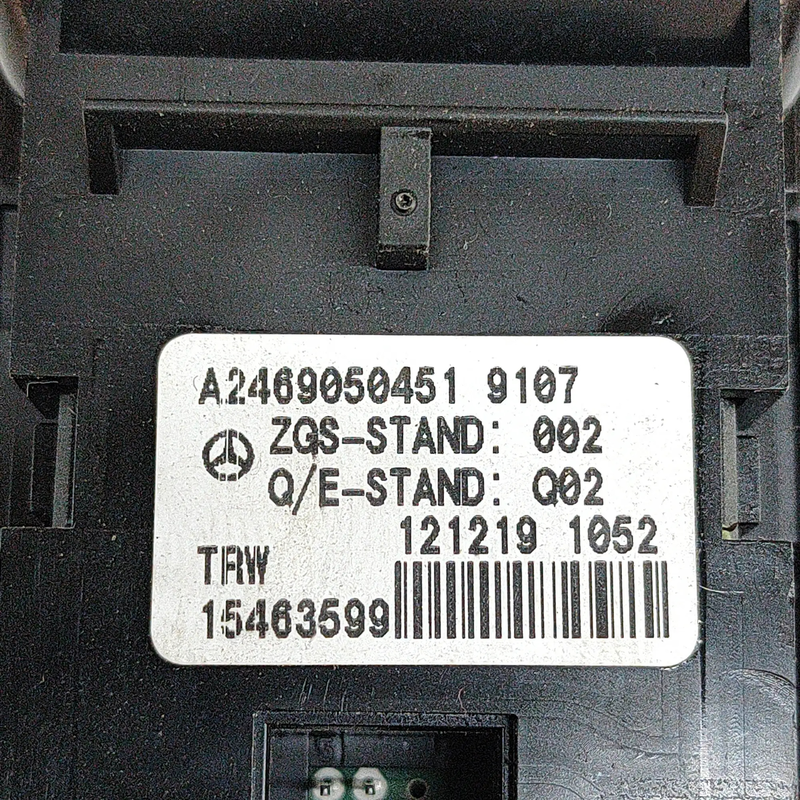 A2469050451 9107
ZGS-STAND: 002
Q/E-STAND: Q02
121219 1052
TRW
15463599